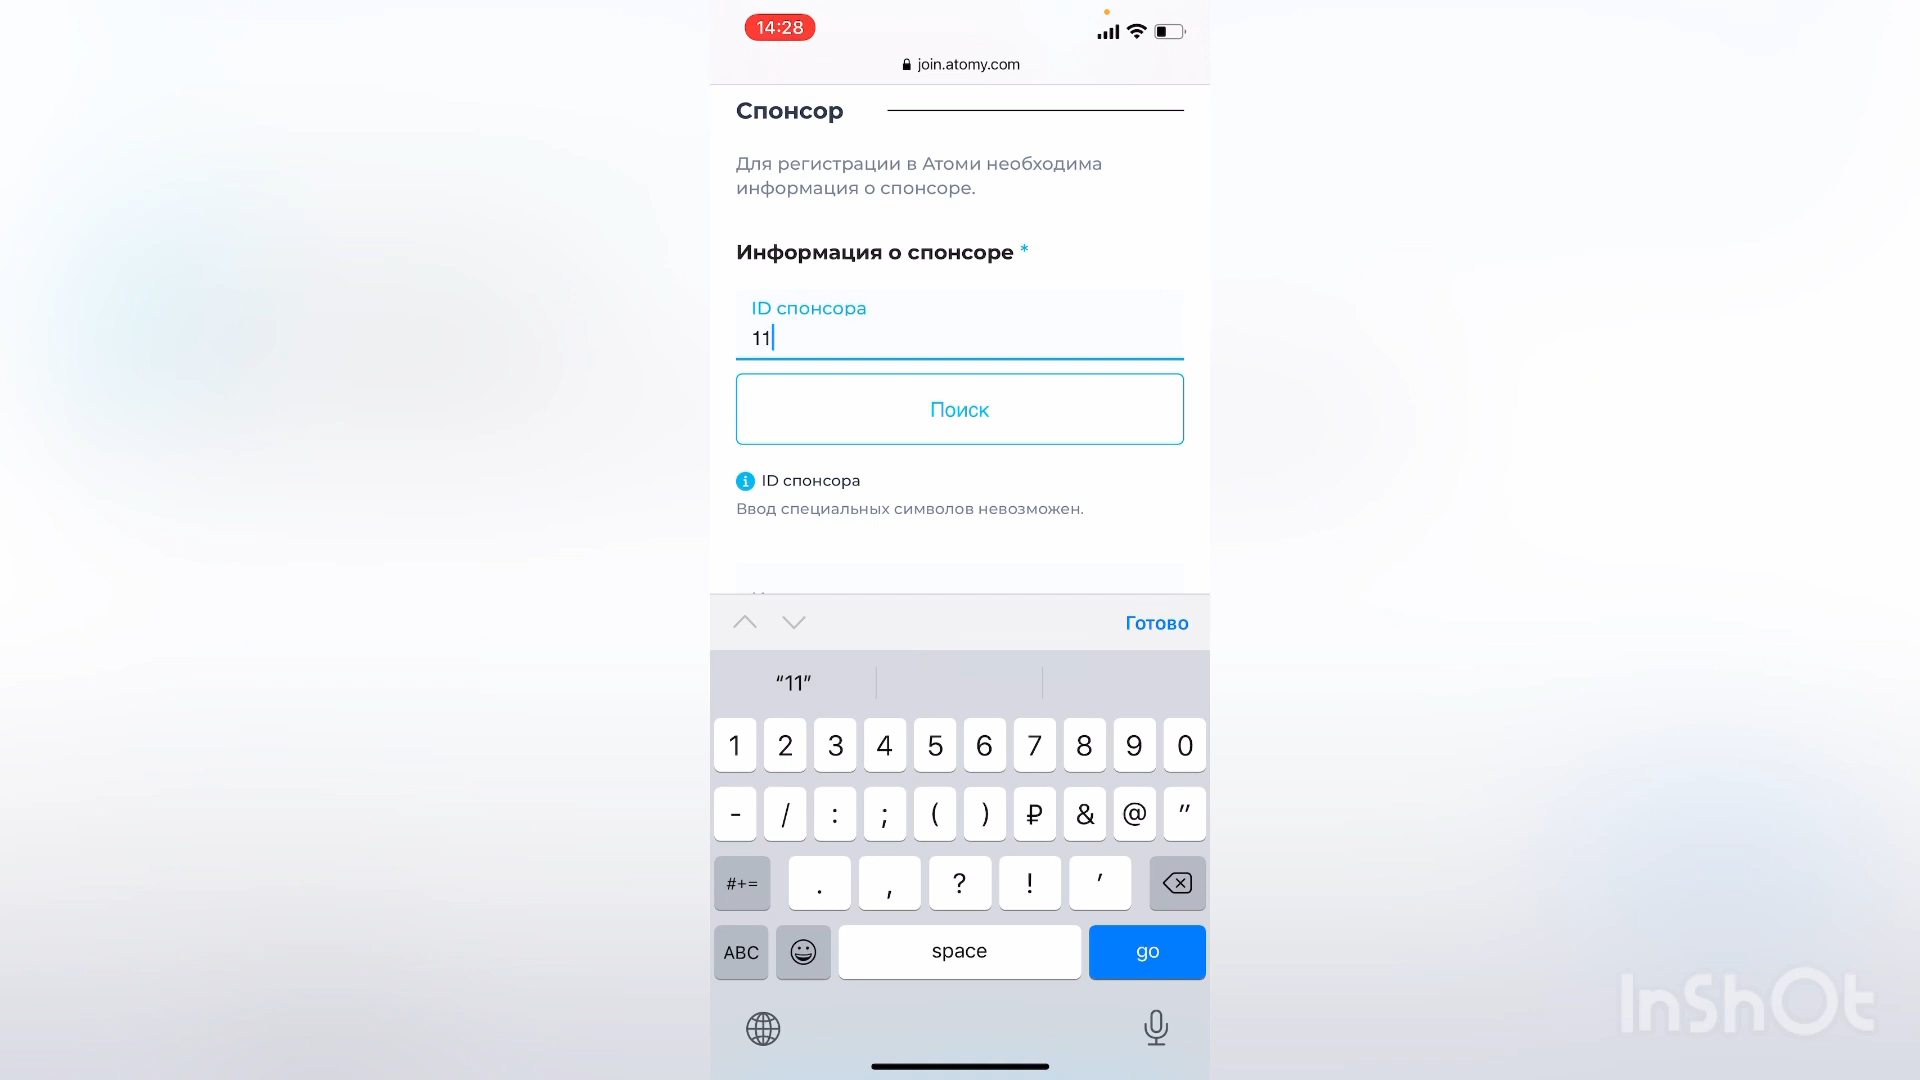 14:28
join.atomy.com
Спонсор
Для регистрации в Атоми необходима
информация о спонсоре.
Информация о спонсоре *
ID спонсора
11
Поиск
ID спонсора
Ввод специальных символов невозможен.
Готово
“11”
1 2 3 4 5 6 7 8 9 0
- / : ; ( ) ₽ & @ "
#+= . , ? ! ’
ABC space go
InShOt